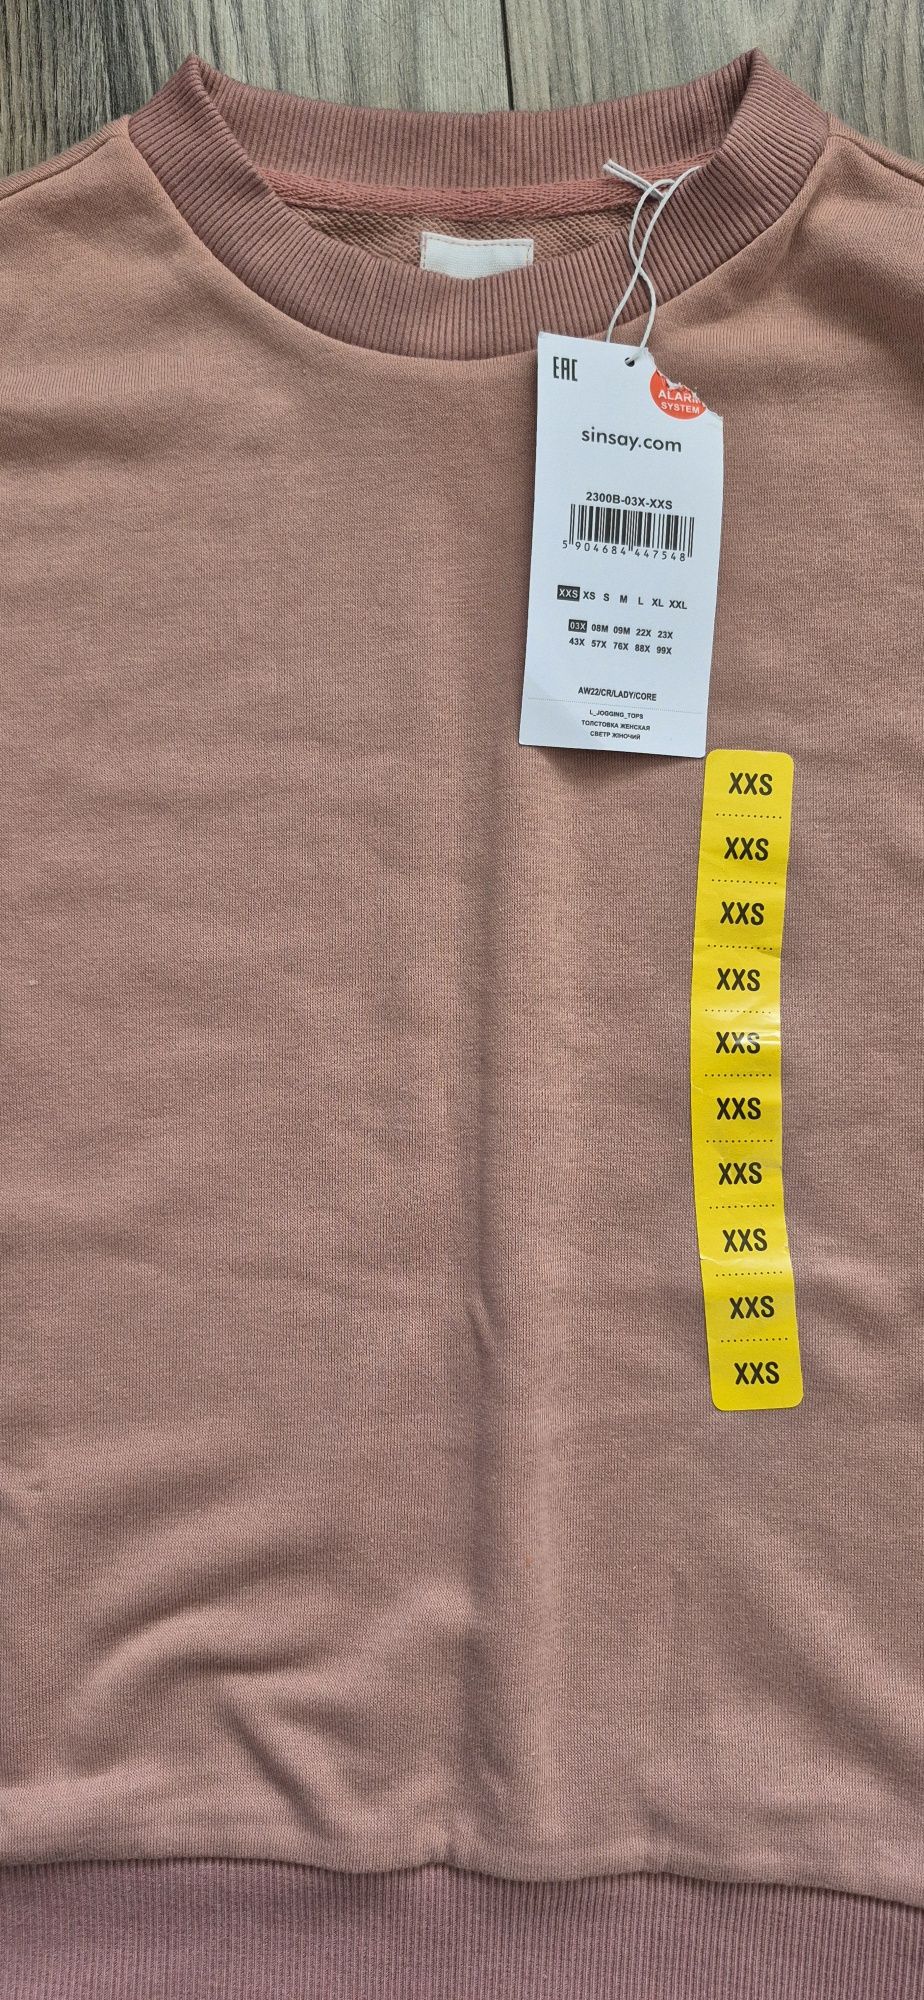 EAC
ALARM
SYSTEM
sinsay.com
2300B-03X-XXS
5 904684 447548
XXS XS S M L XL XXL
03X 08M 09M 22X 23X
43X 57X 76X 88X 99X
AW22/CR/LADY/CORE
L_JOGGING_TOPS
ТОЛСТОВКА ЖЕНСКАЯ
СВЕТР ЖІНОЧИЙ
XXS
XXS
XXS
XXS
XXS
XXS
XXS
XXS
XXS
XXS